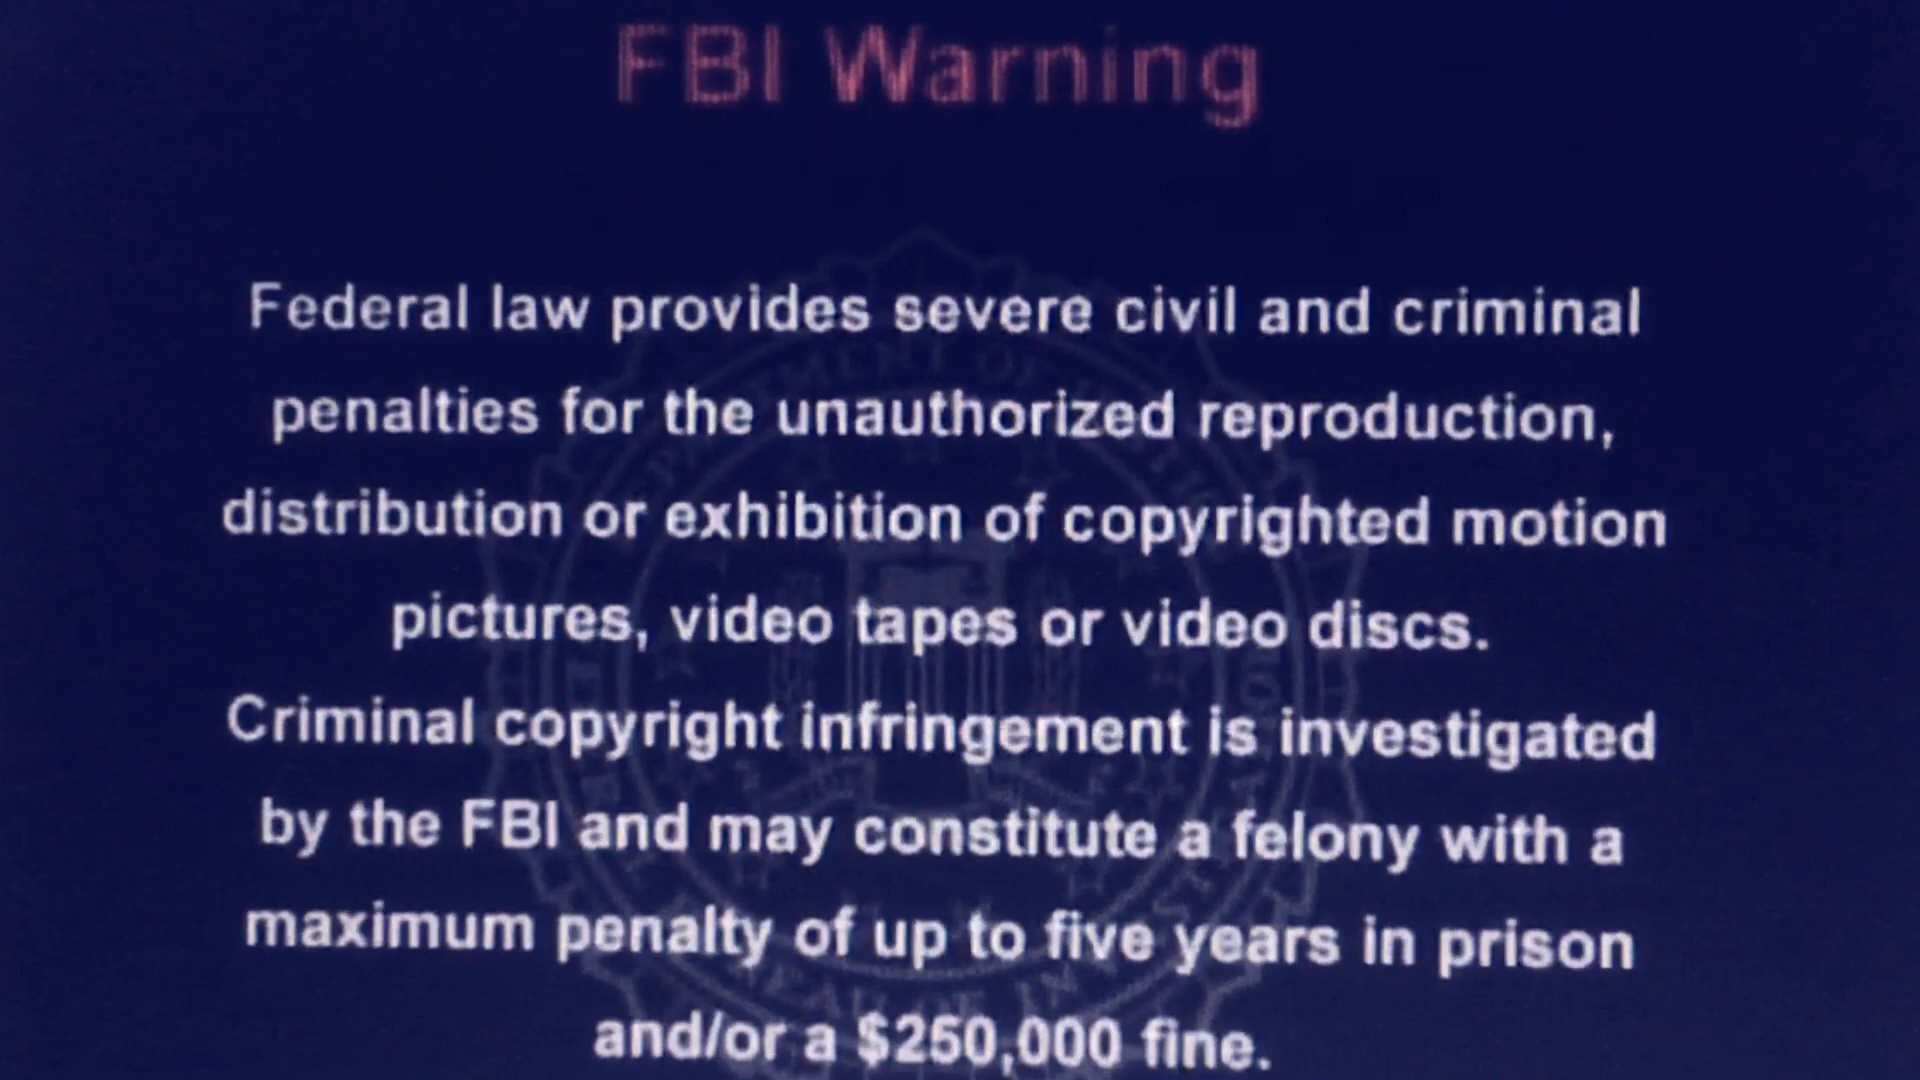 FBI Warning
Federal law provides severe civil and criminal
penalties for the unauthorized reproduction,
distribution or exhibition of copyrighted motion
pictures, video tapes or video discs.
Criminal copyright infringement is investigated
by the FBI and may constitute a felony with a
maximum penalty of up to five years in prison
and/or a $250,000 fine.